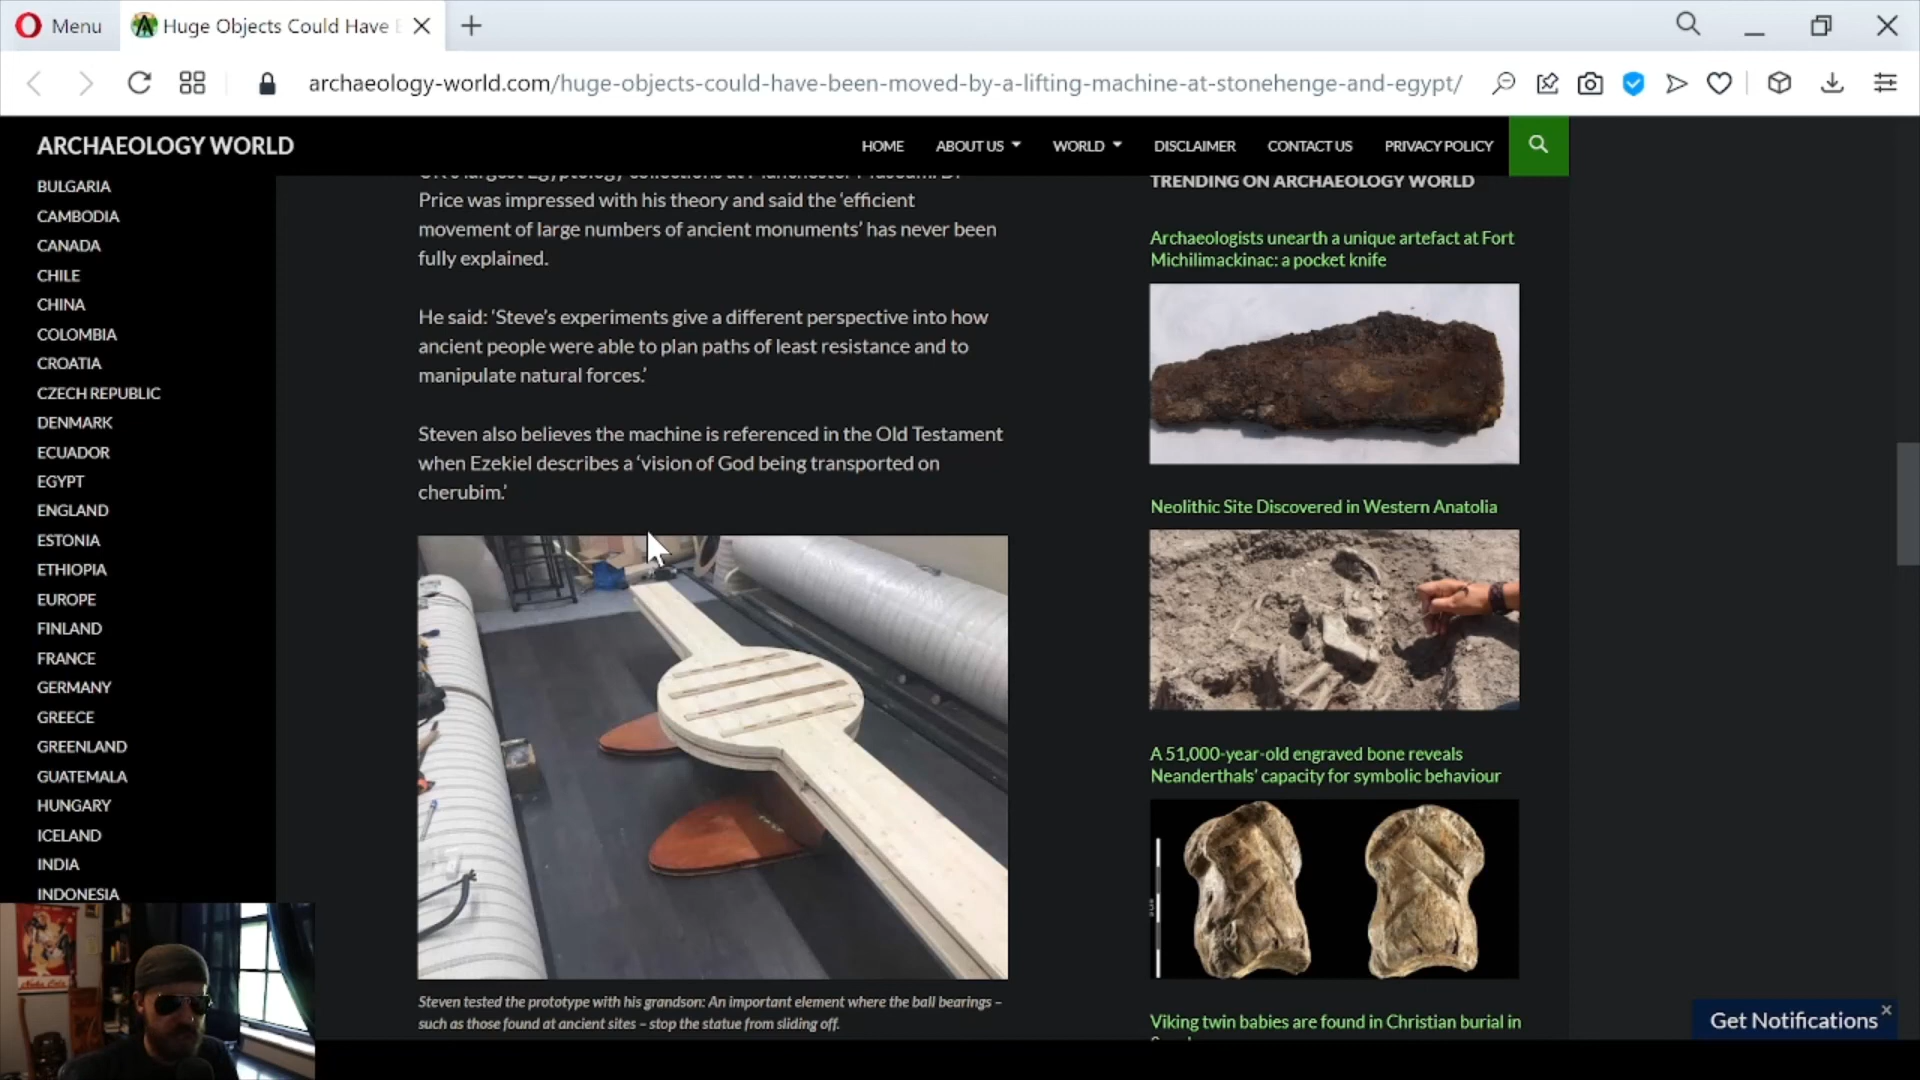 Menu
Huge Objects Could Have
archaeology-world.com/huge-objects-could-have-been-moved-by-a-lifting-machine-at-stonehenge-and-egypt/
ARCHAEOLOGY WORLD
HOME
ABOUT US
WORLD
DISCLAIMER
CONTACT US
PRIVACY POLICY
BULGARIA
CAMBODIA
CANADA
CHILE
CHINA
COLOMBIA
CROATIA
CZECH REPUBLIC
DENMARK
ECUADOR
EGYPT
ENGLAND
ESTONIA
ETHIOPIA
EUROPE
FINLAND
FRANCE
GERMANY
GREECE
GREENLAND
GUATEMALA
HUNGARY
ICELAND
INDIA
INDONESIA
Price was impressed with his theory and said the ‘efficient
movement of large numbers of ancient monuments’ has never been
fully explained.
He said: ‘Steve’s experiments give a different perspective into how
ancient people were able to plan paths of least resistance and to
manipulate natural forces.’
Steven also believes the machine is referenced in the Old Testament
when Ezekiel describes a ‘vision of God being transported on
cherubim.’
Steven tested the prototype with his grandson: An important element where the ball bearings –
such as those found at ancient sites – stop the statue from sliding off.
TRENDING ON ARCHAEOLOGY WORLD
Archaeologists unearth a unique artefact at Fort
Michilimackinac: a pocket knife
Neolithic Site Discovered in Western Anatolia
A 51,000-year-old engraved bone reveals
Neanderthals’ capacity for symbolic behaviour
Viking twin babies are found in Christian burial in
Get Notifications